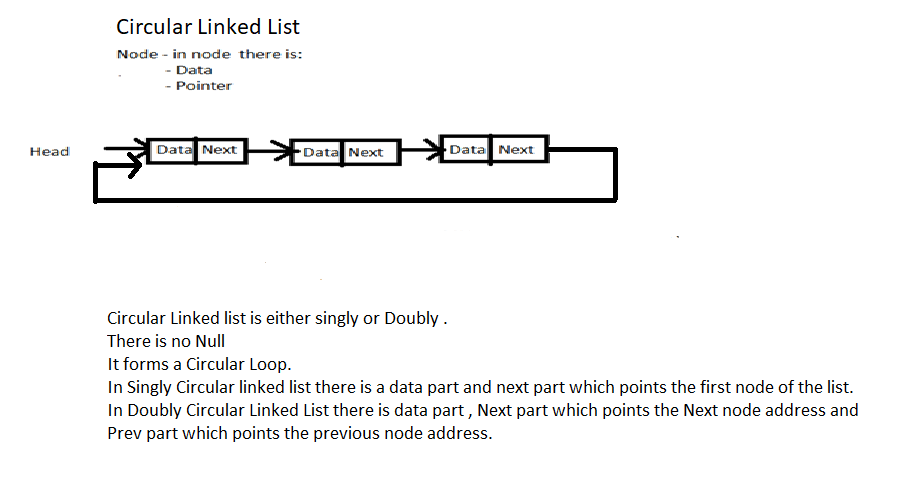 Circular Linked List
Node - in node there is:
- Data
- Pointer
Head Data Next Data Next Data Next
Circular Linked list is either singly or Doubly .
There is no Null
It forms a Circular Loop.
In Singly Circular linked list there is a data part and next part which points the first node of the list.
In Doubly Circular Linked List there is data part , Next part which points the Next node address and
Prev part which points the previous node address.